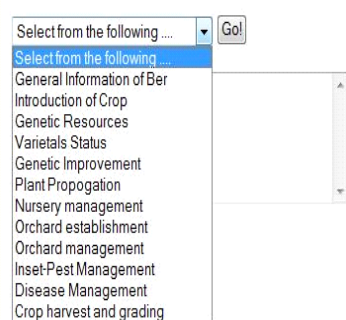 Select from the following .... Go!
Select from the following ....
General Information of Ber
Introduction of Crop
Genetic Resources
Varietals Status
Genetic Improvement
Plant Propogation
Nursery management
Orchard establishment
Orchard management
Inset-Pest Management
Disease Management
Crop harvest and grading